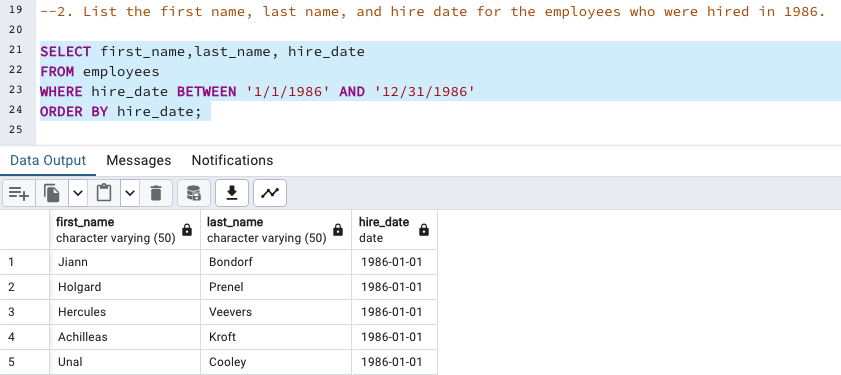 19 --2. List the first name, last name, and hire date for the employees who were hired in 1986.
20
21 SELECT first_name,last_name, hire_date
22 FROM employees
23 WHERE hire_date BETWEEN '1/1/1986' AND '12/31/1986'
24 ORDER BY hire_date;
25
Data Output Messages Notifications
first_name last_name hire_date
character varying (50) character varying (50) date
1 Jiann Bondorf 1986-01-01
2 Holgard Prenel 1986-01-01
3 Hercules Veevers 1986-01-01
4 Achilleas Kroft 1986-01-01
5 Unal Cooley 1986-01-01